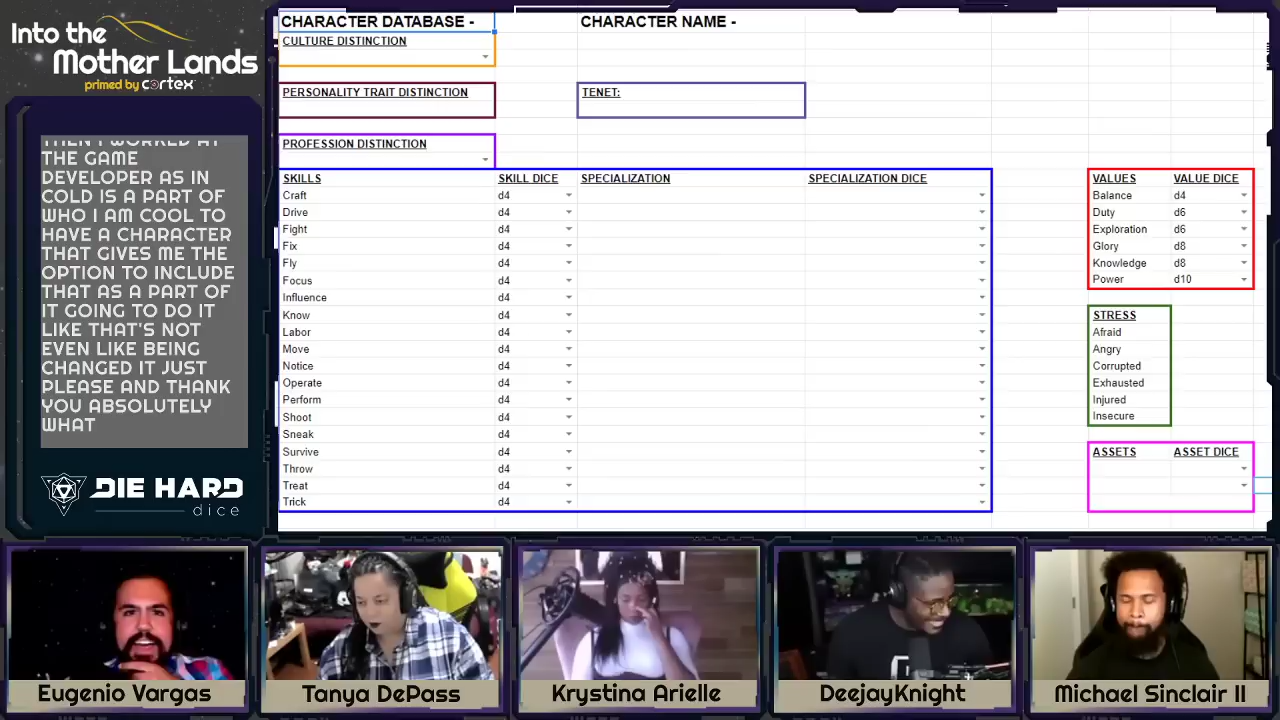 Into the
Mother Lands
primed by cortex
THEN I WORKED AT
THE GAME
DEVELOPER AS IN
COLD IS A PART OF
WHO I AM COOL TO
HAVE A CHARACTER
THAT GIVES ME THE
OPTION TO INCLUDE
THAT AS A PART OF
IT GOING TO DO IT
LIKE THAT'S NOT
EVEN LIKE BEING
CHANGED IT JUST
PLEASE AND THANK
YOU ABSOLUTELY
WHAT
DIE HARD
dice
CHARACTER DATABASE - CHARACTER NAME -
CULTURE DISTINCTION
PERSONALITY TRAIT DISTINCTION TENET:
PROFESSION DISTINCTION
SKILLS SKILL DICE SPECIALIZATION SPECIALIZATION DICE
Craft d4
Drive d4
Fight d4
Fix d4
Fly d4
Focus d4
Influence d4
Know d4
Labor d4
Move d4
Notice d4
Operate d4
Perform d4
Shoot d4
Sneak d4
Survive d4
Throw d4
Treat d4
Trick d4
VALUES VALUE DICE
Balance d4
Duty d6
Exploration d6
Glory d8
Knowledge d8
Power d10
STRESS
Afraid
Angry
Corrupted
Exhausted
Injured
Insecure
ASSETS ASSET DICE
Eugenio Vargas
Tanya DePass
Krystina Arielle
DeejayKnight
Michael Sinclair II